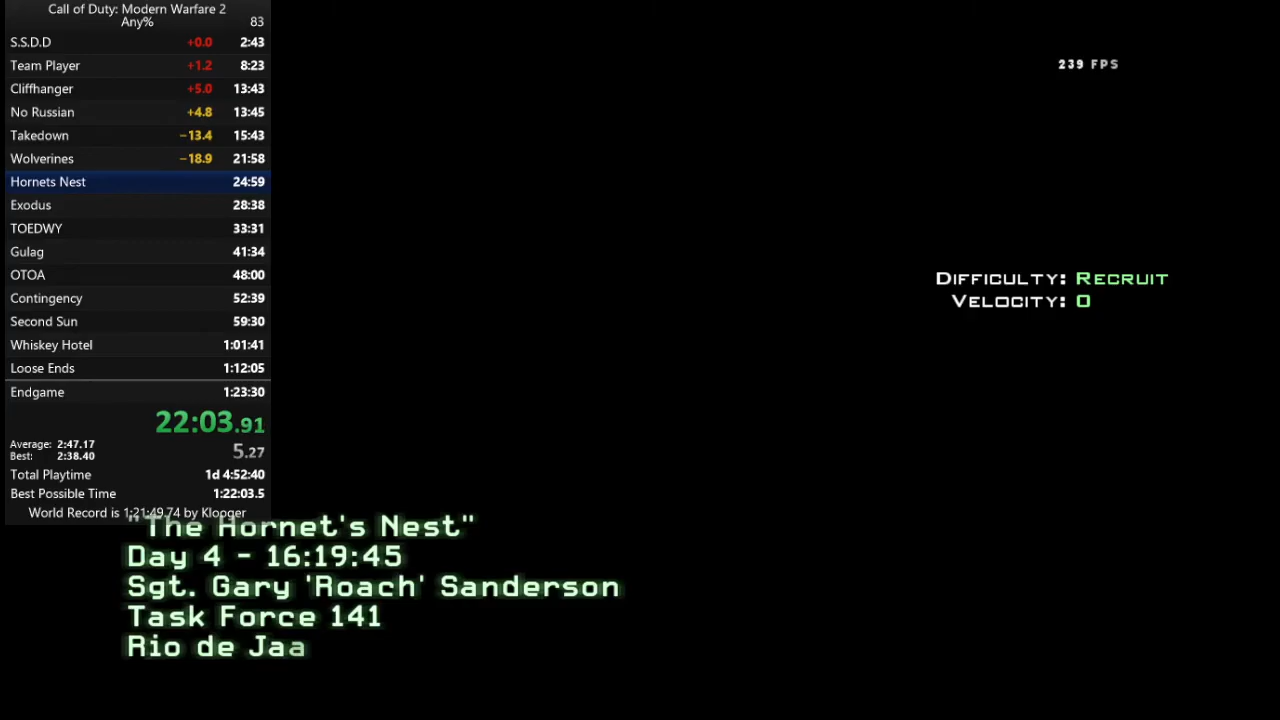 Call of Duty: Modern Warfare 2
Any% 83
S.S.D.D +0.0 2:43
Team Player +1.2 8:23
Cliffhanger +5.0 13:43
No Russian +4.8 13:45
Takedown −13.4 15:43
Wolverines −18.9 21:58
Hornets Nest 24:59
Exodus 28:38
TOEDWY 33:31
Gulag 41:34
OTOA 48:00
Contingency 52:39
Second Sun 59:30
Whiskey Hotel 1:01:41
Loose Ends 1:12:05
Endgame 1:23:30
22:03.91
Average: 2:47.17
Best: 2:38.40
5.27
Total Playtime 1d 4:52:40
Best Possible Time 1:22:03.5
World Record is 1:21:49.74 by Klooger
239 FPS
Difficulty: Recruit
Velocity: 0
"The Hornet's Nest"
Day 4 - 16:19:45
Sgt. Gary 'Roach' Sanderson
Task Force 141
Rio de Jaa